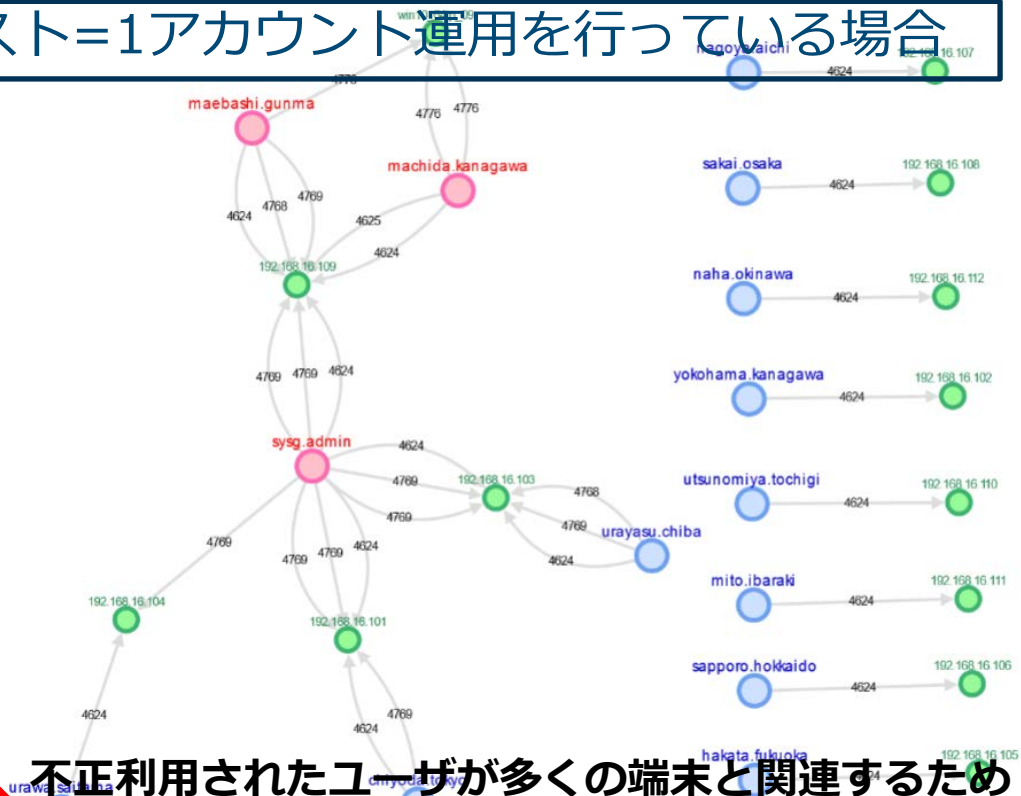 スト=1アカウント運用を行っている場合
nagoya.aichi
4624
maebashi.gunma
4776
4776
machida.kanagawa
4624
4768
4769
4625
4624
192.168.16.109
sakai.osaka
4624
192.168.16.108
naha.okinawa
4624
192.168.16.112
4769
4769
4624
yokohama.kanagawa
4624
192.168.16.102
sysg.admin
4624
4769
4769
192.168.16.103
4768
4769
4624
urayasu.chiba
utsunomiya.tochigi
4624
192.168.16.110
4769
4769
4769
4624
192.168.16.104
192.168.16.101
mito.ibaraki
4624
192.168.16.111
sapporo.hokkaido
4624
192.168.16.106
4624
4624
4769
hakata.fukuoka
192.168.16.105
不正利用されたユーザが多くの端末と関連するため
chiyoda.tokyo